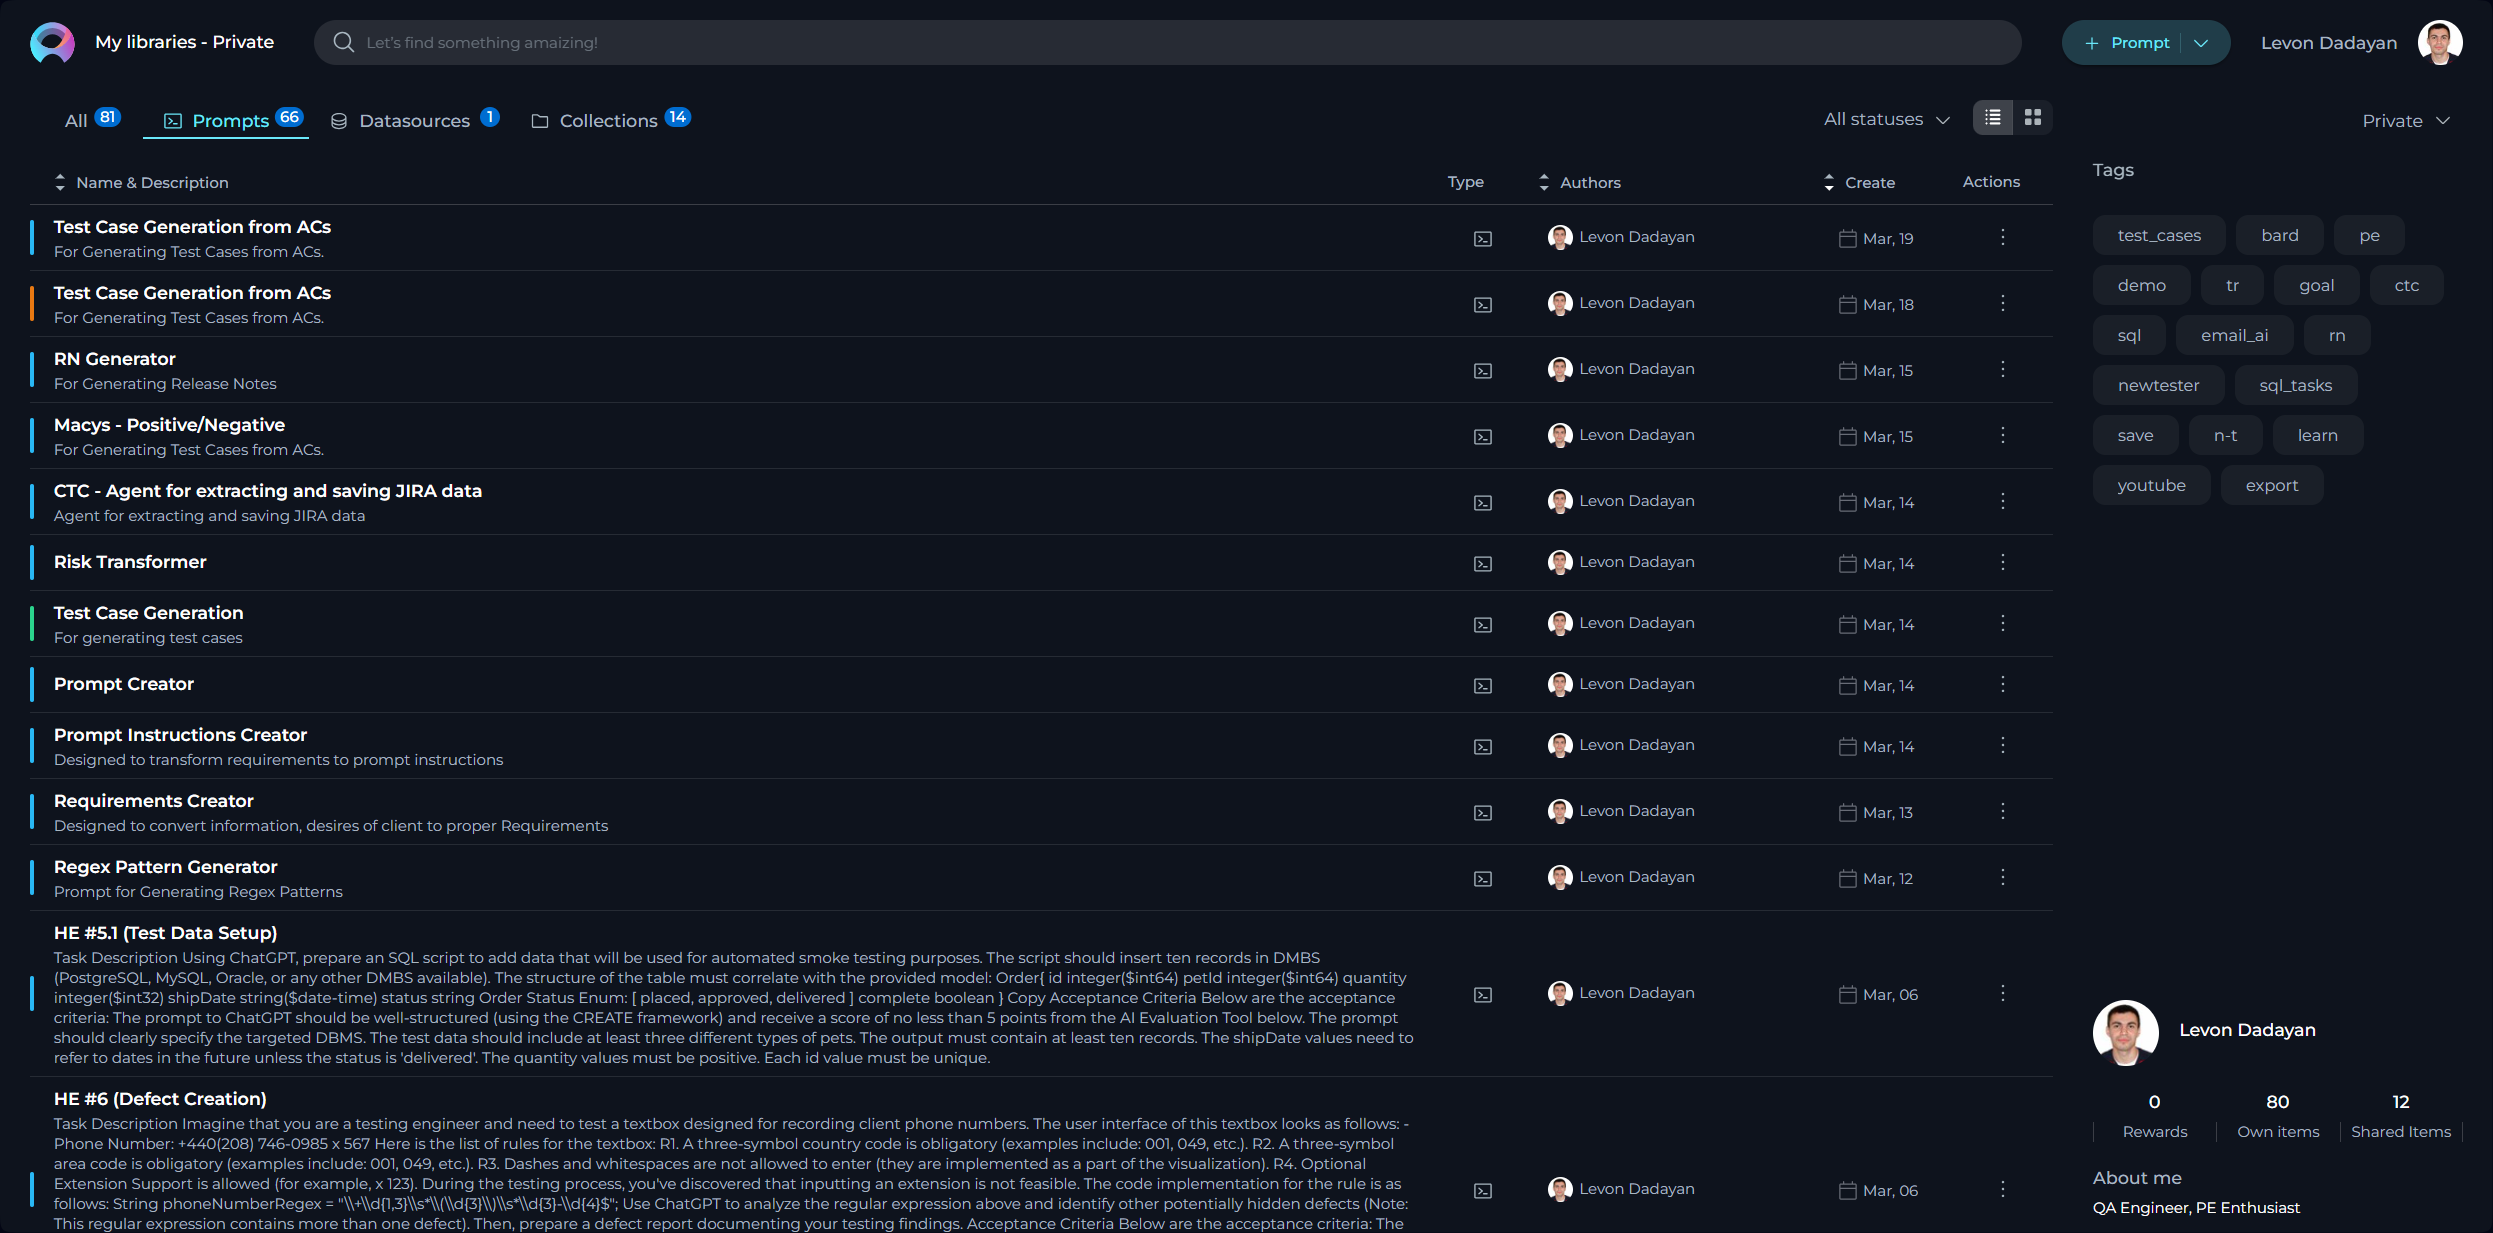 My libraries - Private
Let's find something amaizing!
Prompt
Levon Dadayan
All 81
Prompts 66
Datasources 1
Collections 14
All statuses
Private
Name & Description
Type
Authors
Create
Actions
Test Case Generation from ACs
For Generating Test Cases from ACs.
Levon Dadayan
Mar, 19
Test Case Generation from ACs
For Generating Test Cases from ACs.
Levon Dadayan
Mar, 18
RN Generator
For Generating Release Notes
Levon Dadayan
Mar, 15
Macys - Positive/Negative
For Generating Test Cases from ACs.
Levon Dadayan
Mar, 15
CTC - Agent for extracting and saving JIRA data
Agent for extracting and saving JIRA data
Levon Dadayan
Mar, 14
Risk Transformer
Levon Dadayan
Mar, 14
Test Case Generation
For generating test cases
Levon Dadayan
Mar, 14
Prompt Creator
Levon Dadayan
Mar, 14
Prompt Instructions Creator
Designed to transform requirements to prompt instructions
Levon Dadayan
Mar, 14
Requirements Creator
Designed to convert information, desires of client to proper Requirements
Levon Dadayan
Mar, 13
Regex Pattern Generator
Prompt for Generating Regex Patterns
Levon Dadayan
Mar, 12
HE #5.1 (Test Data Setup)
Task Description Using ChatGPT, prepare an SQL script to add data that will be used for automated smoke testing purposes. The script should insert ten records in DMBS
(PostgreSQL, MySQL, Oracle, or any other DMBS available). The structure of the table must correlate with the provided model: Order{ id integer($int64) petId integer($int64) quantity
integer($int32) shipDate string($date-time) status string Order Status Enum: [ placed, approved, delivered ] complete boolean } Copy Acceptance Criteria Below are the acceptance
criteria: The prompt to ChatGPT should be well-structured (using the CREATE framework) and receive a score of no less than 5 points from the AI Evaluation Tool below. The prompt
should clearly specify the targeted DBMS. The test data should include at least three different types of pets. The output must contain at least ten records. The shipDate values need to
refer to dates in the future unless the status is 'delivered'. The quantity values must be positive. Each id value must be unique.
Levon Dadayan
Mar, 06
HE #6 (Defect Creation)
Task Description Imagine that you are a testing engineer and need to test a textbox designed for recording client phone numbers. The user interface of this textbox looks as follows: -
Phone Number: +440(208) 746-0985 x 567 Here is the list of rules for the textbox: R1. A three-symbol country code is obligatory (examples include: 001, 049, etc.). R2. A three-symbol
area code is obligatory (examples include: 001, 049, etc.). R3. Dashes and whitespaces are not allowed to enter (they are implemented as a part of the visualization). R4. Optional
Extension Support is allowed (for example, x 123). During the testing process, you've discovered that inputting an extension is not feasible. The code implementation for the rule is as
follows: String phoneNumberRegex = "\\+\\d{1,3}\\s*\\(\\d{3}\\)\\s*\\d{3}-\\d{4}$"; Use ChatGPT to analyze the regular expression above and identify other potentially hidden defects (Note:
This regular expression contains more than one defect). Then, prepare a defect report documenting your testing findings. Acceptance Criteria Below are the acceptance criteria: The
Levon Dadayan
Mar, 06
Tags
test_cases bard pe
demo tr goal ctc
sql email_ai rn
newtester sql_tasks
save n-t learn
youtube export
Levon Dadayan
0 80 12
Rewards Own items Shared Items
About me
QA Engineer, PE Enthusiast